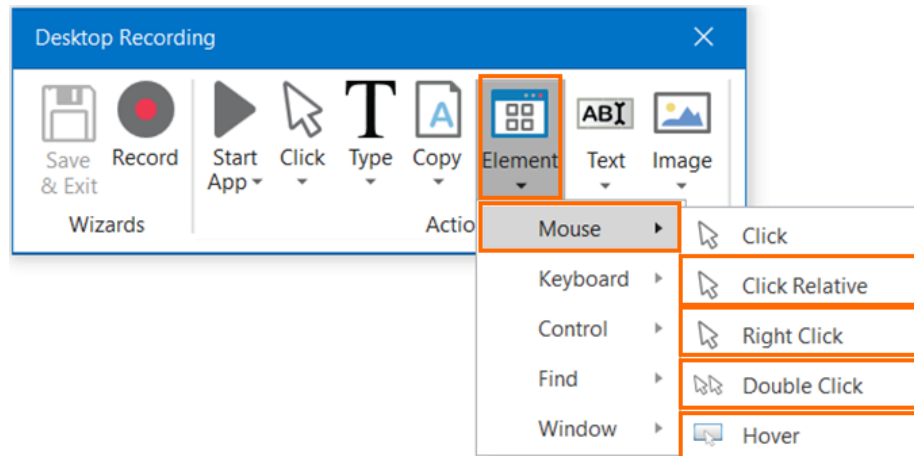 Desktop Recording
Save & Exit
Record
Start App
Click
Type
T
Copy
A
Element
ABI
Text
Image
Wizards
Actio
Mouse
Keyboard
Control
Find
Window
Click
Click Relative
Right Click
Double Click
Hover